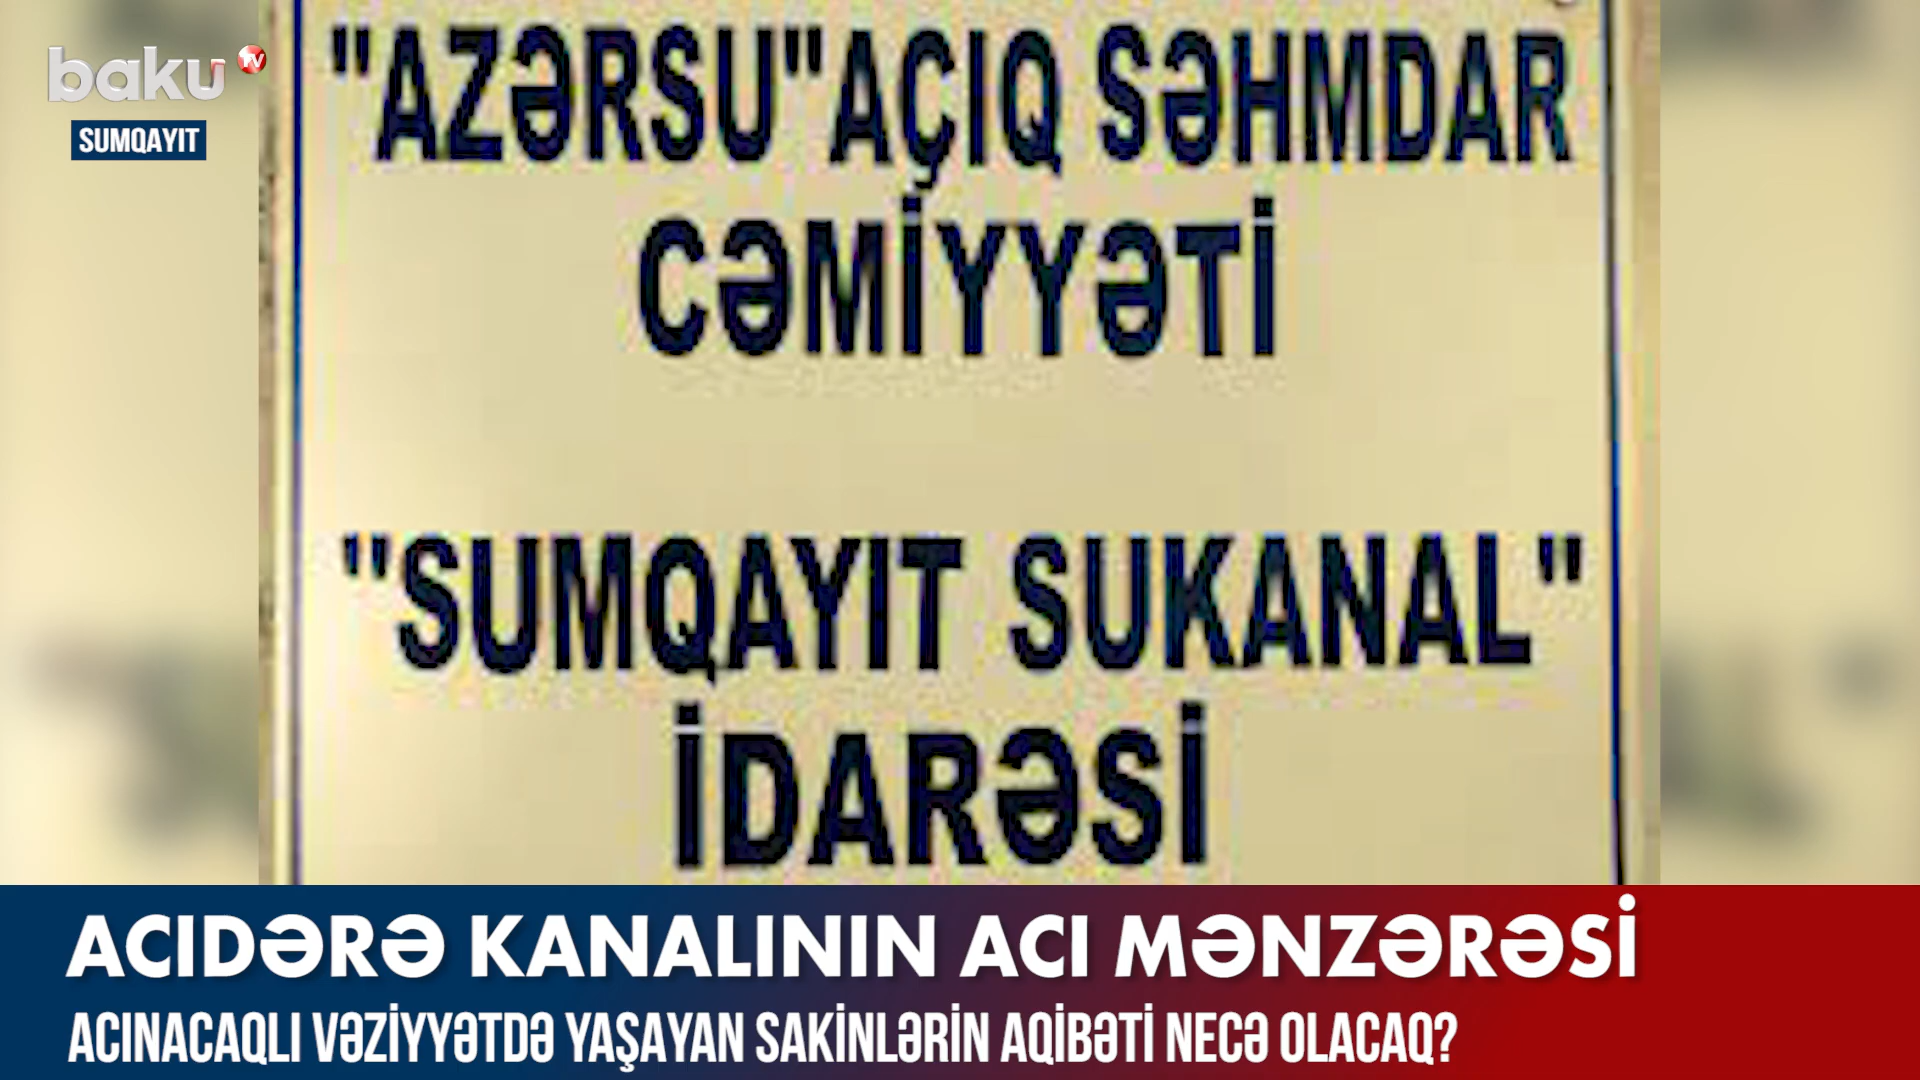 baku TV
SUMQAYIT
"AZƏRSU"AÇIQ SƏHMDAR
CƏMİYYƏTİ
"SUMQAYIT SUKANAL"
İDARƏSİ
ACIDƏRƏ KANALININ ACI MƏNZƏRƏSİ
ACINACAQLI VƏZİYYƏTDƏ YAŞAYAN SAKİNLƏRİN AQİBƏTİ NECƏ OLACAQ?